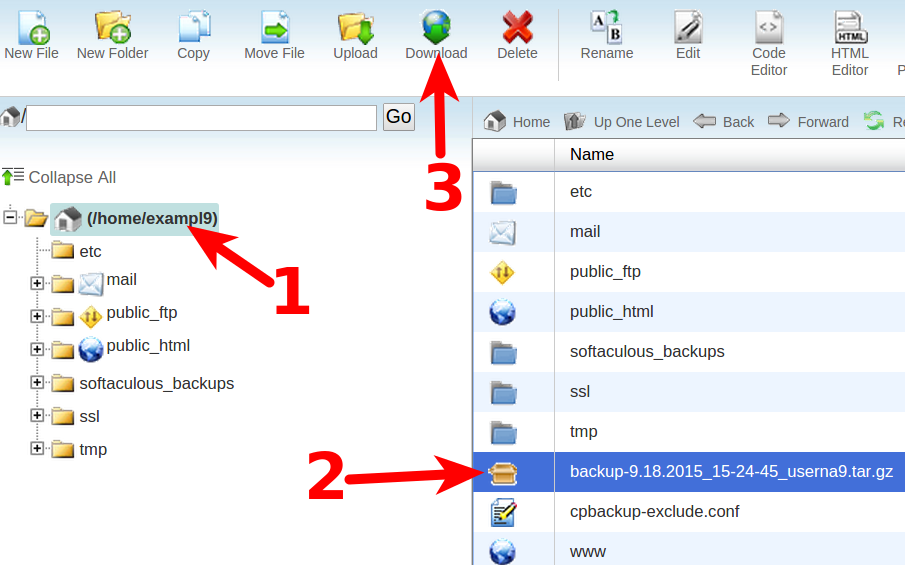 New File New Folder Copy Move File Upload Download Delete Rename Edit Code Editor HTML Editor P
/ Go
Home Up One Level Back Forward Re
Collapse All
Name
(/home/exampl9)
etc
mail
public_ftp
public_html
softaculous_backups
ssl
tmp
etc
mail
public_ftp
public_html
softaculous_backups
ssl
tmp
backup-9.18.2015_15-24-45_userna9.tar.gz
cpbackup-exclude.conf
www
1
2
3
A
B
HTML